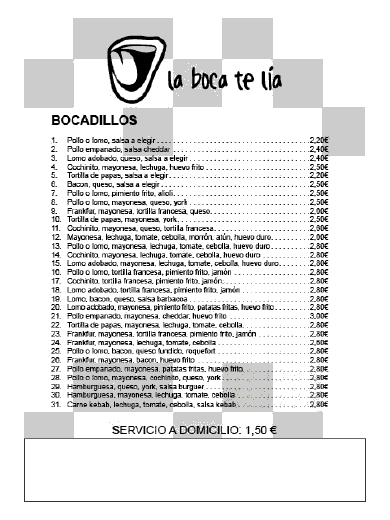 la boca te lía
BOCADILLOS
1. Pollo o lomo, salsa a elegir 2,20€
2. Pollo empanado, salsa cheddar 2,40€
3. Lomo adobado, queso, salsa a elegir 2,40€
4. Cochinito, mayonesa, lechuga, huevo frito 2,50€
5. Tortilla de papas, salsa a elegir 2,20€
6. Bacon, queso, salsa a elegir 2,50€
7. Pollo o lomo, pimiento frito, alioli 2,50€
8. Pollo o lomo, mayonesa, queso, york 2,50€
9. Frankfur, mayonesa, tortilla francesa, queso 2,00€
10. Tortilla de papas, mayonesa, york 2,50€
11. Cochinito, mayonesa, queso, tortilla francesa 2,00€
12. Mayonesa, lechuga, tomate, cebolla, morrón, atún, huevo duro 2,00€
13. Pollo o lomo, mayonesa, lechuga, tomate, cebolla, huevo duro 2,80€
14. Cochinito, mayonesa, lechuga, tomate, cebolla, huevo duro 2,80€
15. Lomo adobado, mayonesa, lechuga, tomate, cebolla, huevo duro 2,80€
16. Pollo o lomo, tortilla francesa, pimiento frito, jamón 2,80€
17. Cochinito, tortilla francesa, pimiento frito, jamón 2,80€
18. Lomo adobado, tortilla francesa, pimiento frito, jamón 2,80€
19. Lomo, bacon, queso, salsa barbacoa 2,80€
20. Lomo adobado, mayonesa, pimiento frito, patatas fritas, huevo frito 2,80€
21. Pollo empanado, mayonesa, cheddar, huevo frito 3,00€
22. Tortilla de papas, mayonesa, lechuga, tomate, cebolla 2,80€
23. Frankfur, mayonesa, tortilla francesa, pimiento frito, jamón 2,80€
24. Frankfur, mayonesa, lechuga, tomate, cebolla 2,60€
25. Pollo o lomo, bacon queso fundido, roquefort 2,80€
26. Frankfur, mayonesa, bacon, huevo frito 2,80€
27. Pollo empanado, mayonesa, patatas fritas, huevo frito 2,80€
28. Pollo o lomo, mayonesa, cochinito, queso, york 2,80€
29. Hamburguesa, queso, york, salsa burguer 2,80€
30. Hamburguesa, mayonesa, lechuga, tomate, cebolla 2,80€
31. Carne kebab, lechuga, tomate, cebolla, salsa kebab 2,80€
SERVICIO A DOMICILIO: 1,50 €